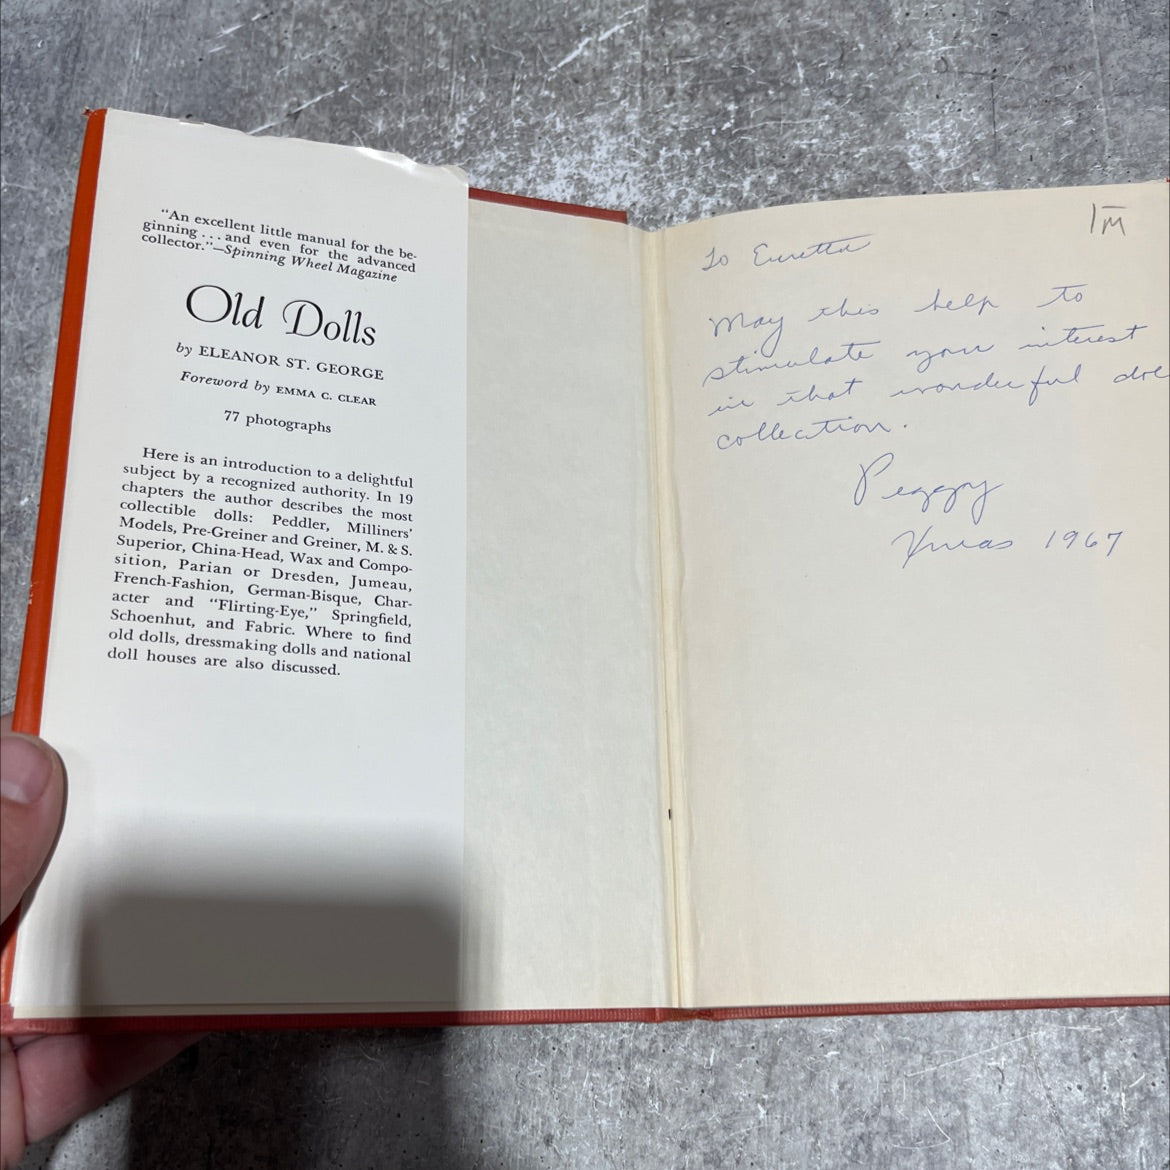 “An excellent little manual for the be-
ginning . . . and even for the advanced
collector.”—Spinning Wheel Magazine
Old Dolls
by ELEANOR ST. GEORGE
Foreword by EMMA C. CLEAR
77 photographs
Here is an introduction to a delightful
subject by a recognized authority. In 19
chapters the author describes the most
collectible dolls: Peddler, Milliners’
Models, Pre-Greiner and Greiner, M. & S.
Superior, China-Head, Wax and Compo-
sition, Parian or Dresden, Jumeau,
French-Fashion, German-Bisque, Char-
acter and “Flirting-Eye,” Springfield,
Schoenhut, and Fabric. Where to find
old dolls, dressmaking dolls and national
doll houses are also discussed.
To
May this help to
stimulate your interest
in that wonderful
collection.
Peggy
Xmas 1967